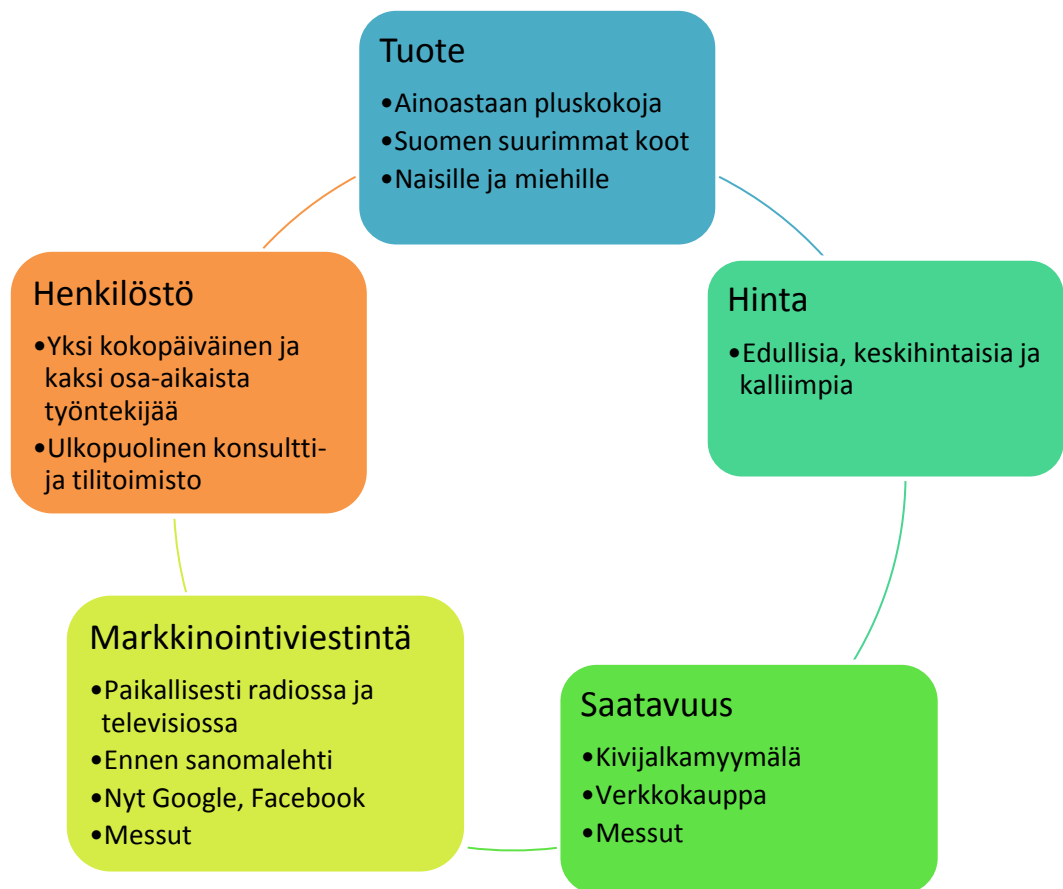 Tuote
•Ainoastaan pluskokoja
•Suomen suurimmat koot
•Naisille ja miehille
Hinta
•Edullisia, keskihintaisia ja
kalliimpia
Saatavuus
•Kivijalkamyymälä
•Verkkokauppa
•Messut
Markkinointiviestintä
•Paikallisesti radiossa ja
televisiossa
•Ennen sanomalehti
•Nyt Google, Facebook
•Messut
Henkilöstö
•Yksi kokopäiväinen ja
kaksi osa-aikaista
työntekijää
•Ulkopuolinen konsultti-
ja tilitoimisto